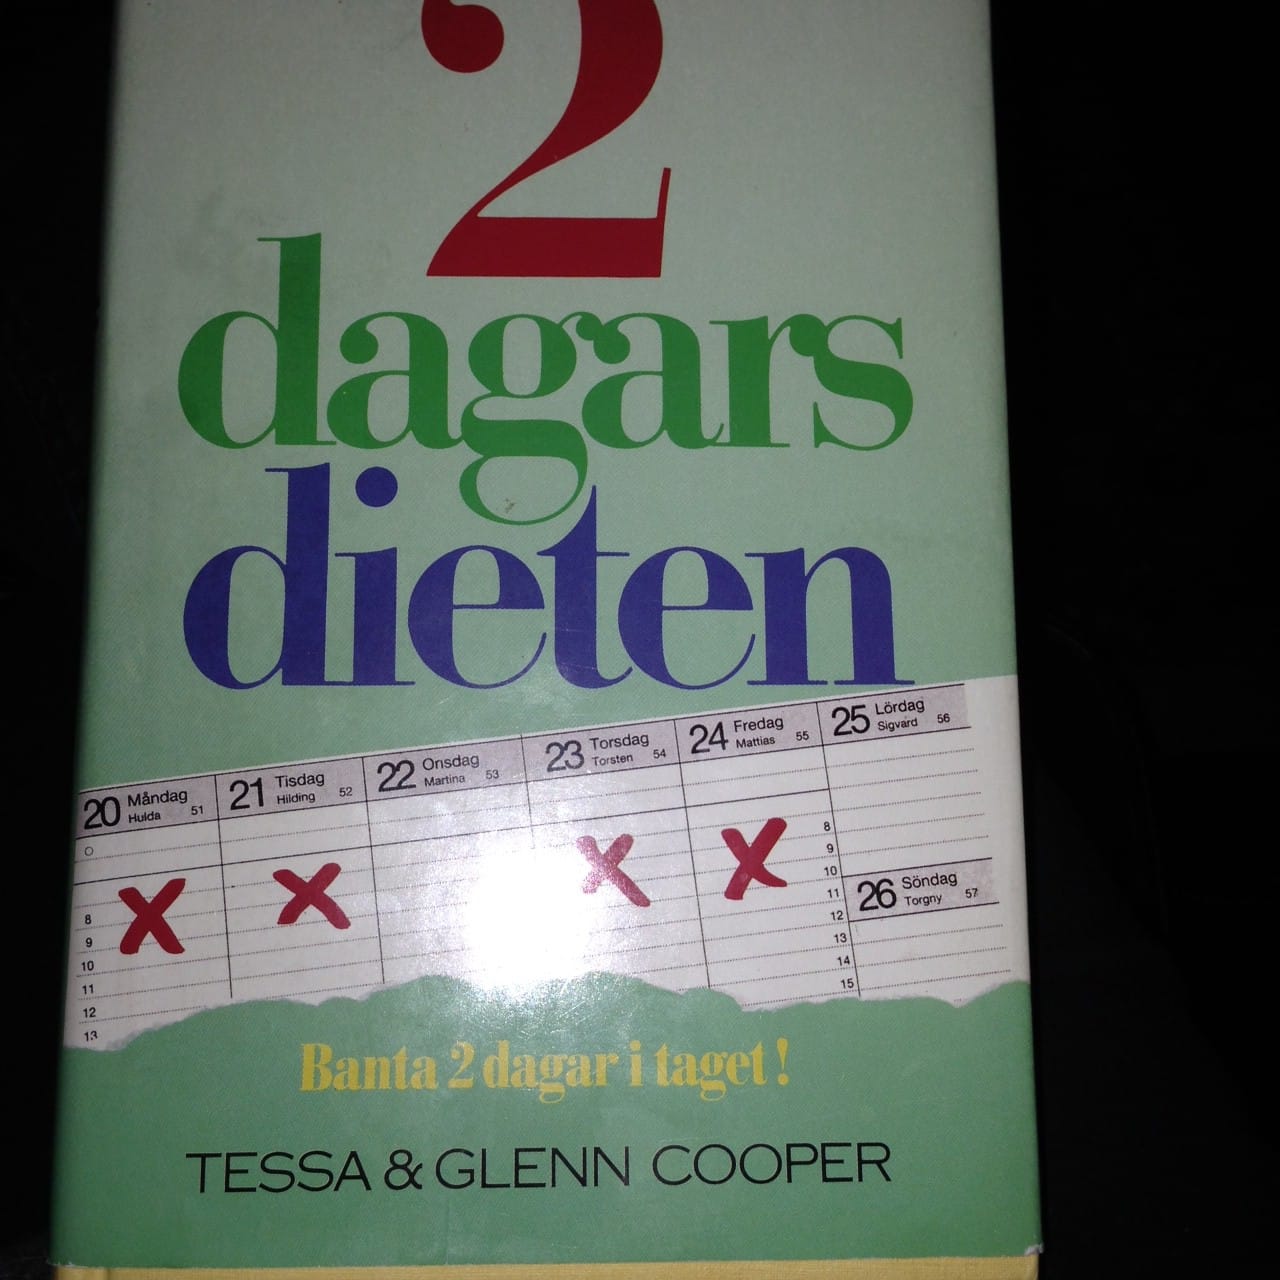 2
dagars
dieten
20 Måndag
Hulda 51
21 Tisdag
Hilding 52
22 Onsdag
Martina 53
23 Torsdag
Torsten 54
24 Fredag
Mattias 55
25 Lördag
Sigvard 56
8
9
10
11
12
13
8
9
10
11
12
13
14
15
26 Söndag
Torgny 57
Banta 2 dagar i taget!
TESSA & GLENN COOPER